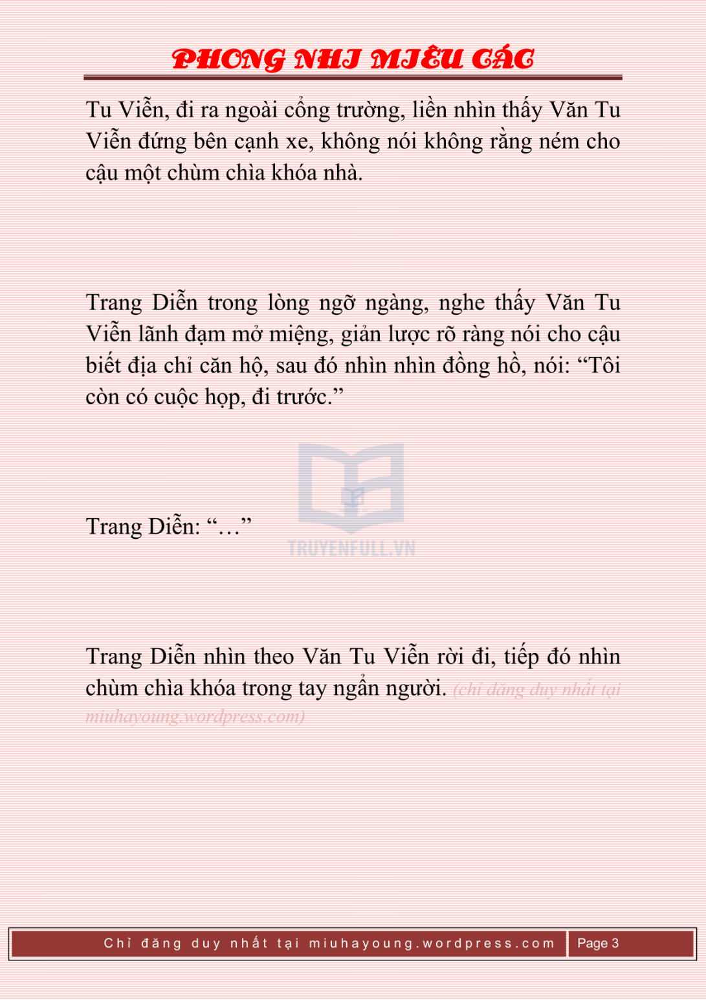 PHONG NHI MIÊU CÁC
Tu Viễn, đi ra ngoài cổng trường, liền nhìn thấy Văn Tu
Viễn đứng bên cạnh xe, không nói không rằng ném cho
cậu một chùm chìa khóa nhà.
Trang Diễn trong lòng ngỡ ngàng, nghe thấy Văn Tu
Viễn lãnh đạm mở miệng, giản lược rõ ràng nói cho cậu
biết địa chỉ căn hộ, sau đó nhìn nhìn đồng hồ, nói: “Tôi
còn có cuộc họp, đi trước.”
Trang Diễn: “…”
TRUYENFULL.VN
Trang Diễn nhìn theo Văn Tu Viễn rời đi, tiếp đó nhìn
chùm chìa khóa trong tay ngẩn người. (chỉ đăng duy nhất tại
miuhayoung.wordpress.com)
Chỉ đăng duy nhất tại miuhayoung.wordpress.com Page 3